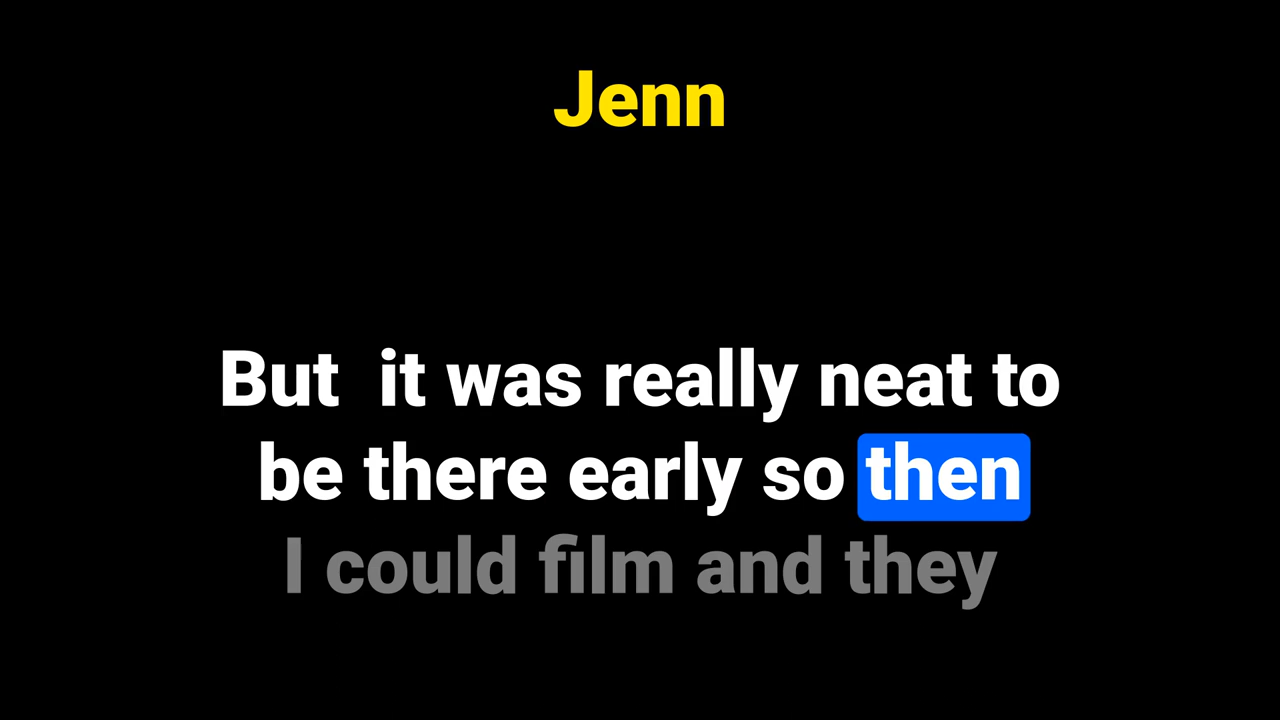 Jenn
But  it was really neat to
be there early so then
I could film and they